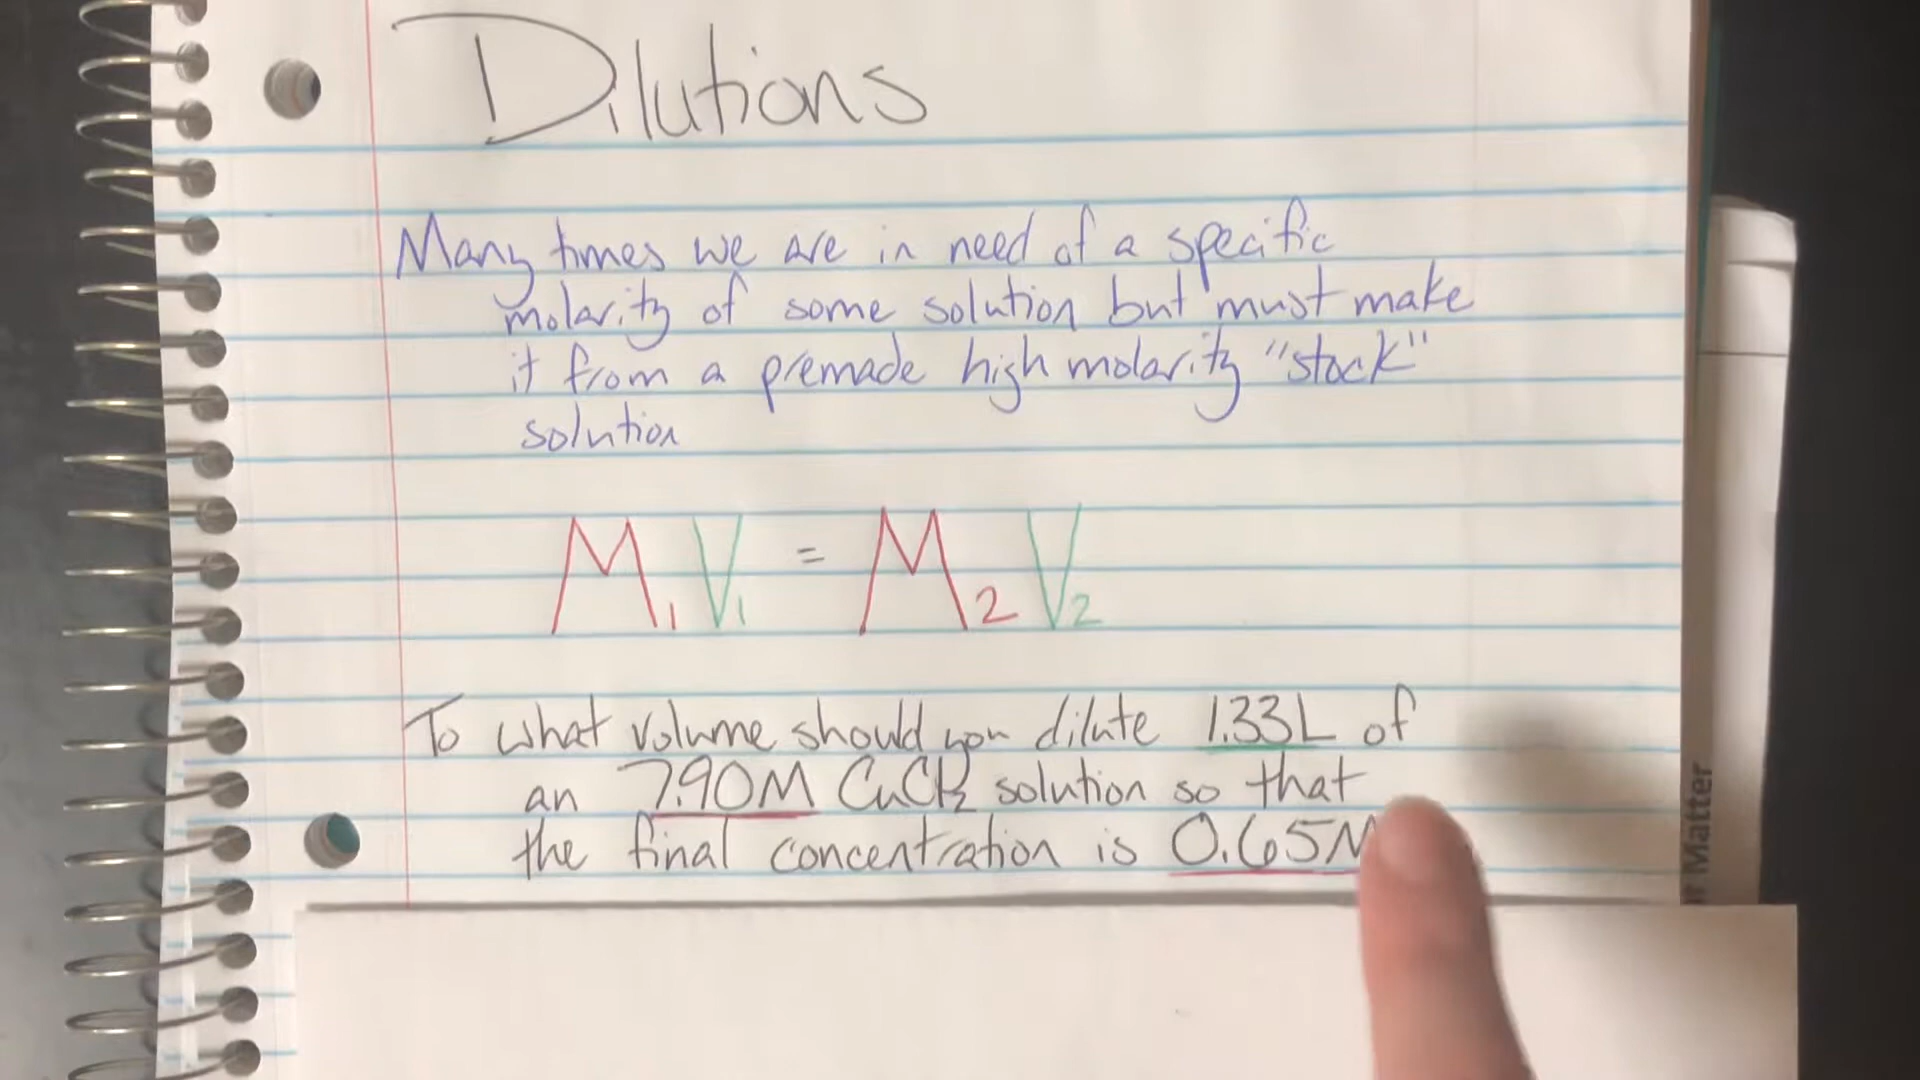 Dilutions
Many times we are in need of a specific
molarity of some solution but must make
it from a premade high molarity "stock"
solution
M₁V₁ = M₂V₂
To what volume should you dilute 1.33L of
an 7.90M CuCl₂ solution so that
the final concentration is 0.65M
Matter